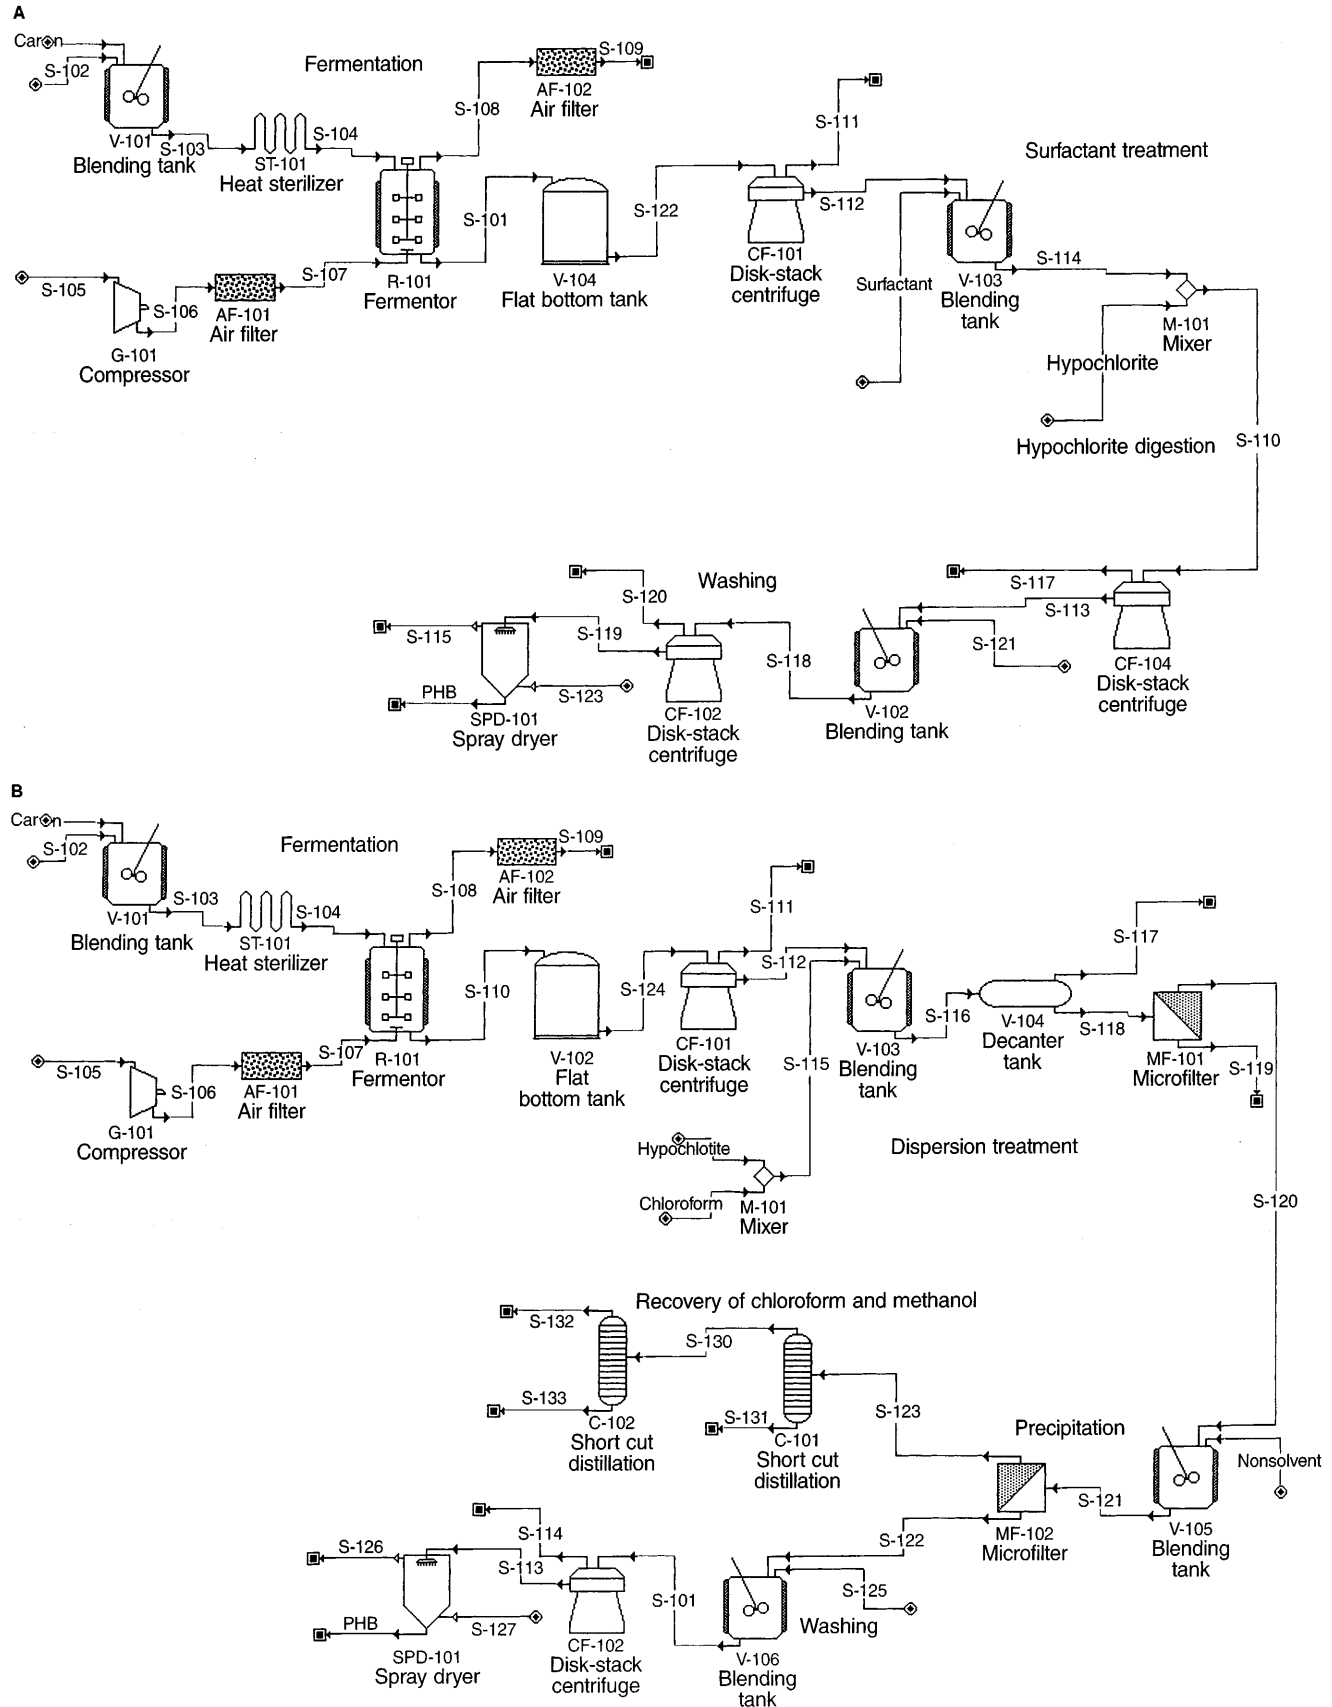 A
Caron
S-102
V-101
Blending tank
S-103
ST-101
Heat sterilizer
S-104
Fermentation
S-108
AF-102
Air filter
S-109
S-105
G-101
Compressor
S-106
AF-101
Air filter
S-107
R-101
Fermentor
S-101
V-104
Flat bottom tank
S-122
CF-101
Disk-stack
centrifuge
S-111
S-112
Surfactant treatment
Surfactant
V-103
Blending
tank
S-114
M-101
Mixer
Hypochlorite
Hypochlorite digestion
S-110
S-117
S-113
CF-104
Disk-stack
centrifuge
S-121
V-102
Blending tank
S-118
Washing
S-120
S-119
CF-102
Disk-stack
centrifuge
S-115
S-123
PHB
SPD-101
Spray dryer
B
Caron
S-102
V-101
Blending tank
S-103
ST-101
Heat sterilizer
S-104
Fermentation
S-108
AF-102
Air filter
S-109
S-105
G-101
Compressor
S-106
AF-101
Air filter
S-107
R-101
Fermentor
S-110
V-102
Flat
bottom tank
S-124
CF-101
Disk-stack
centrifuge
S-111
S-112
S-115
V-103
Blending
tank
S-116
V-104
Decanter
tank
S-117
S-118
MF-101
Microfilter
S-119
Hypochlotite
Chloroform
M-101
Mixer
Dispersion treatment
S-120
Recovery of chloroform and methanol
S-132
S-133
C-102
Short cut
distillation
S-130
S-131
C-101
Short cut
distillation
S-123
Precipitation
Nonsolvent
V-105
Blending
tank
S-121
MF-102
Microfilter
S-122
S-125
Washing
V-106
Blending
tank
S-101
S-114
S-113
CF-102
Disk-stack
centrifuge
S-126
S-127
PHB
SPD-101
Spray dryer